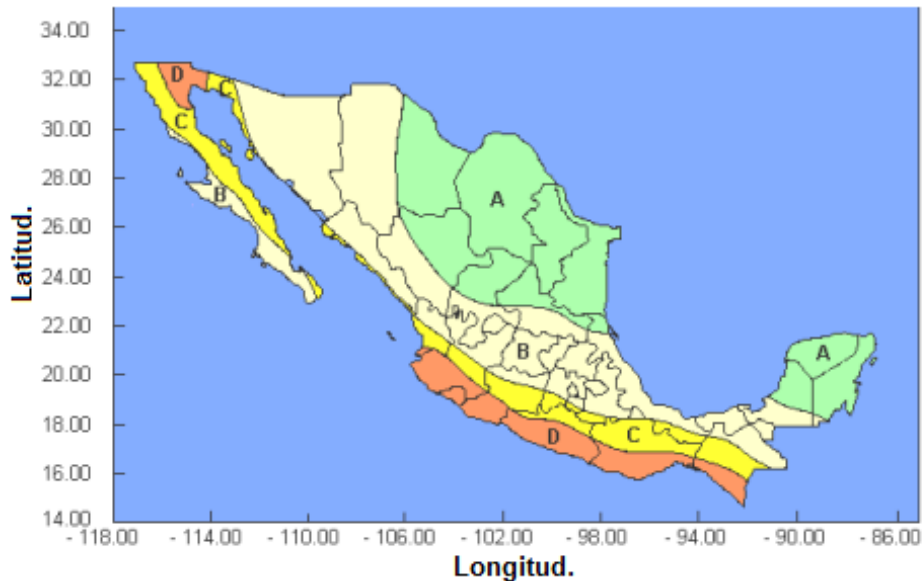 34.00
32.00
30.00
28.00
26.00
24.00
22.00
20.00
18.00
16.00
14.00
Latitud.
D
C
C
B
A
B
A
C
D
- 118.00 - 114.00 - 110.00 - 106.00 - 102.00 - 98.00 - 94.00 - 90.00 - 86.00
Longitud.